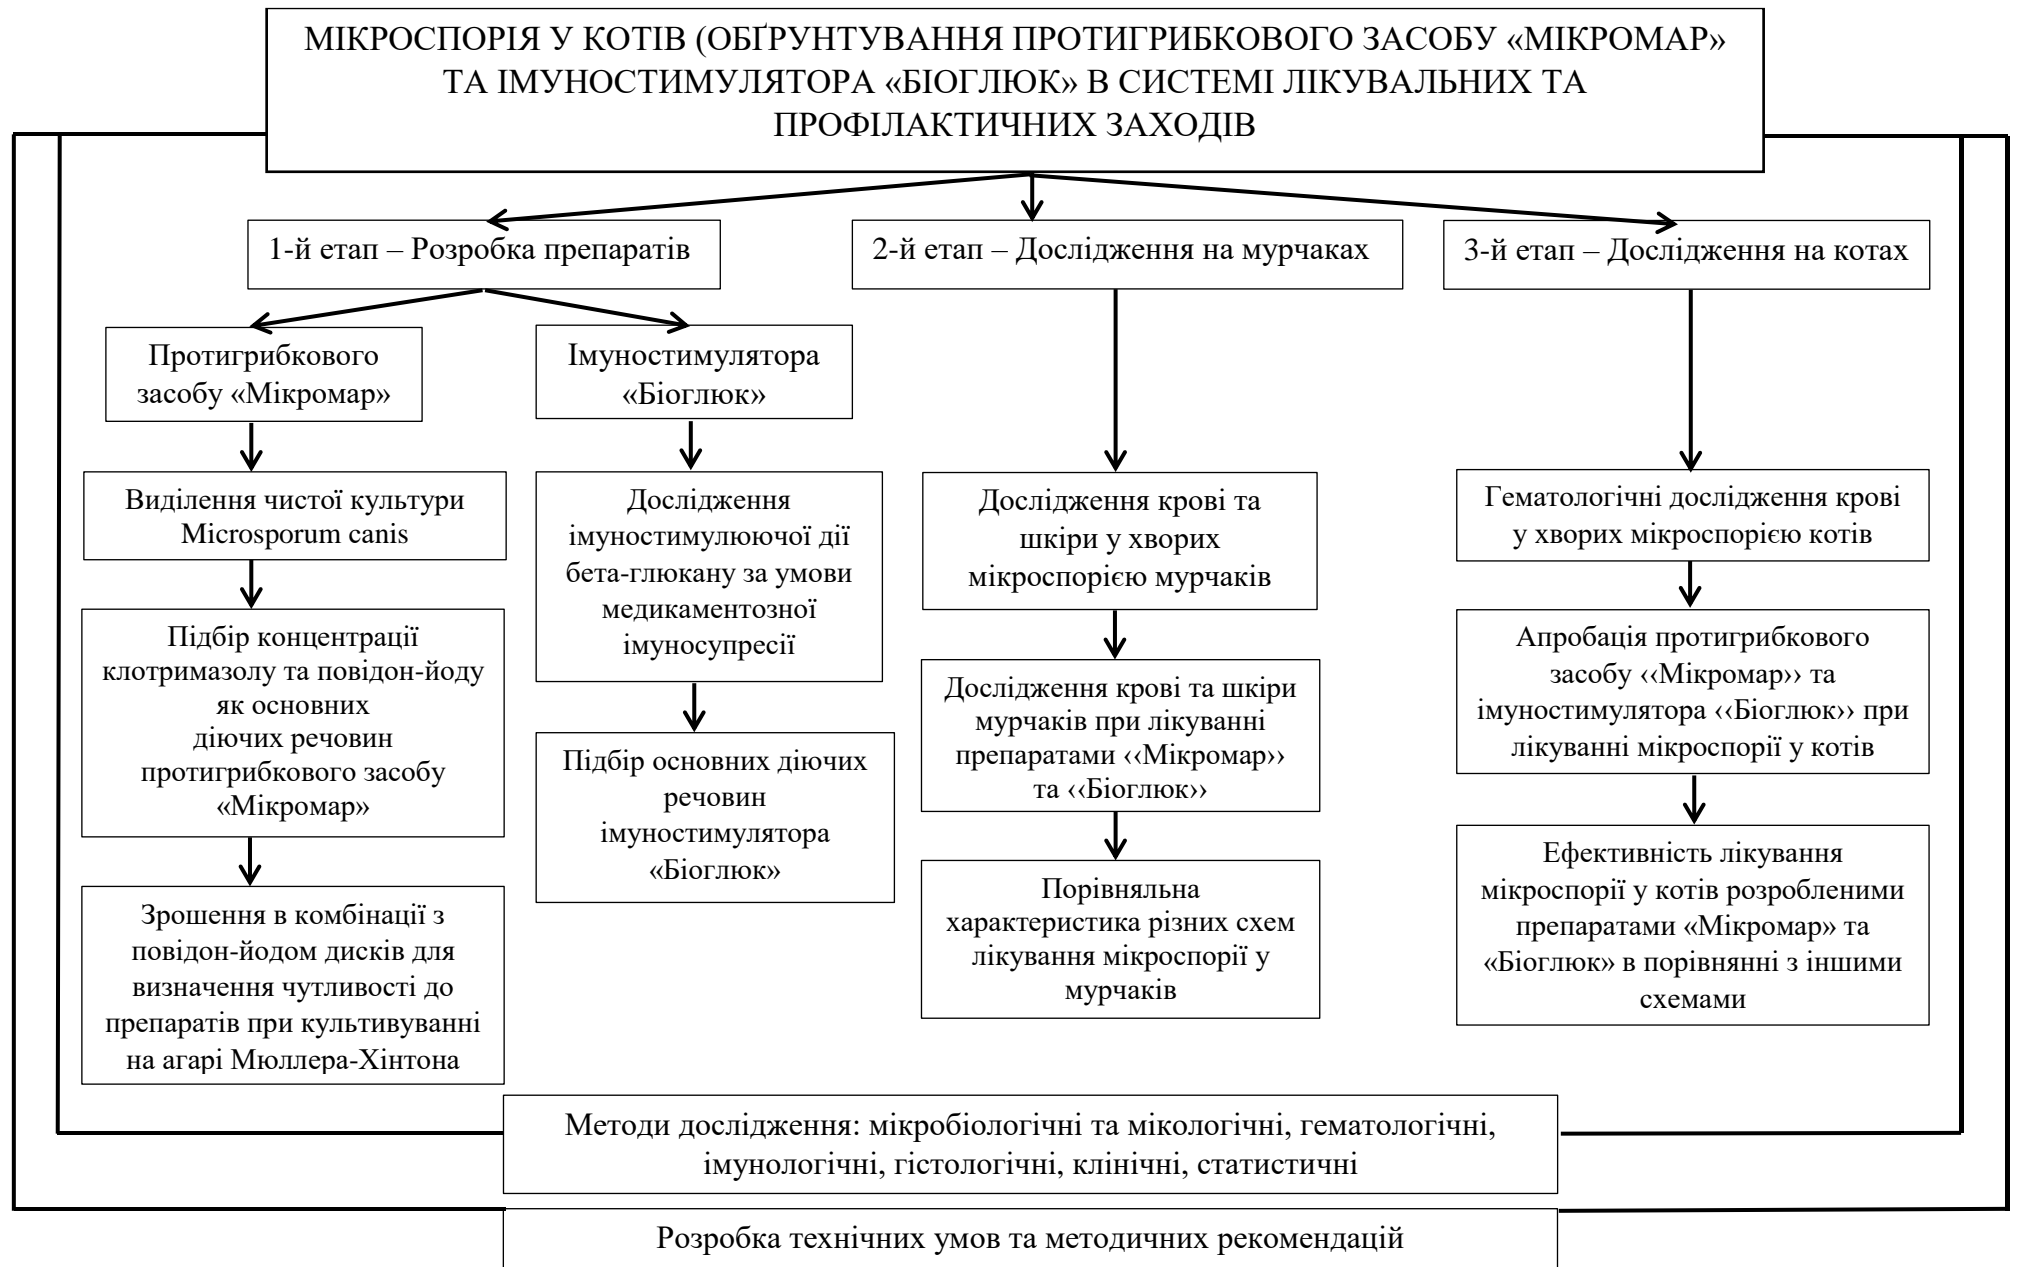 МІКРОСПОРІЯ У КОТІВ (ОБҐРУНТУВАННЯ ПРОТИГРИБКОВОГО ЗАСОБУ «МІКРОМАР»
ТА ІМУНОСТИМУЛЯТОРА «БІОГЛЮК» В СИСТЕМІ ЛІКУВАЛЬНИХ ТА
ПРОФІЛАКТИЧНИХ ЗАХОДІВ
1-й етап – Розробка препаратів
2-й етап – Дослідження на мурчаках
3-й етап – Дослідження на котах
Протигрибкового
засобу «Мікромар»
Імуностимулятора
«Біоглюк»
Виділення чистої культури
Microsporum canis
Підбір концентрації
клотримазолу та повідон-йоду
як основних
діючих речовин
протигрибкового засобу
«Мікромар»
Зрошення в комбінації з
повідон-йодом дисків для
визначення чутливості до
препаратів при культивуванні
на агарі Мюллера-Хінтона
Дослідження
імуностимулюючої дії
бета-глюкану за умови
медикаментозної
імуносупресії
Підбір основних діючих
речовин
імуностимулятора
«Біоглюк»
Дослідження крові та
шкіри у хворих
мікроспорією мурчаків
Дослідження крові та шкіри
мурчаків при лікуванні
препаратами ‹‹Мікромар››
та ‹‹Біоглюк››
Порівняльна
характеристика різних схем
лікування мікроспорії у
мурчаків
Гематологічні дослідження крові
у хворих мікроспорією котів
Апробація протигрибкового
засобу ‹‹Мікромар›› та
імуностимулятора ‹‹Біоглюк›› при
лікуванні мікроспорії у котів
Ефективність лікування
мікроспорії у котів розробленими
препаратами «Мікромар» та
«Біоглюк» в порівнянні з іншими
схемами
Методи дослідження: мікробіологічні та мікологічні, гематологічні,
імунологічні, гістологічні, клінічні, статистичні
Розробка технічних умов та методичних рекомендацій